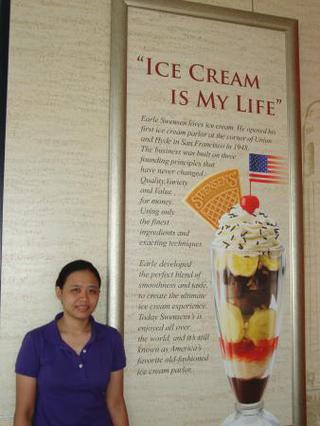 "ICE CREAM
IS MY LIFE"
Earle Swensen loves ice cream. He opened his
first ice cream parlor at the corner of Union
and Hyde in San Francisco in 1948.
The business was built on three
founding principles that
have never changed:
Quality, Variety
and Value
for money.
Using only
the finest
ingredients and
exacting techniques.
Earle developed
the perfect blend of
smoothness and taste,
to create the ultimate
ice cream experience.
Today Swensen's is
enjoyed all over
the world, and it's still
known as America's
favorite old-fashioned
ice cream parlor.
SWENSEN'S